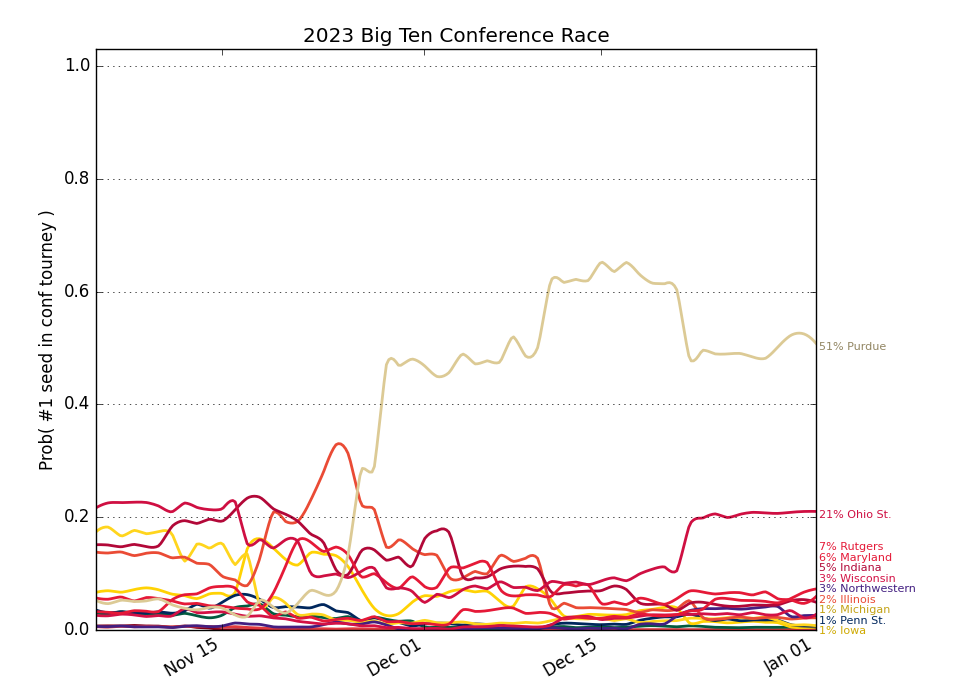 2023 Big Ten Conference Race
Prob( #1 seed in conf tourney )
1.0
0.8
0.6
0.4
0.2
0.0
Nov 15
Dec 01
Dec 15
Jan 01
51% Purdue
21% Ohio St.
7% Rutgers
6% Maryland
5% Indiana
3% Wisconsin
3% Northwestern
2% Illinois
1% Michigan
1% Penn St.
1% Iowa